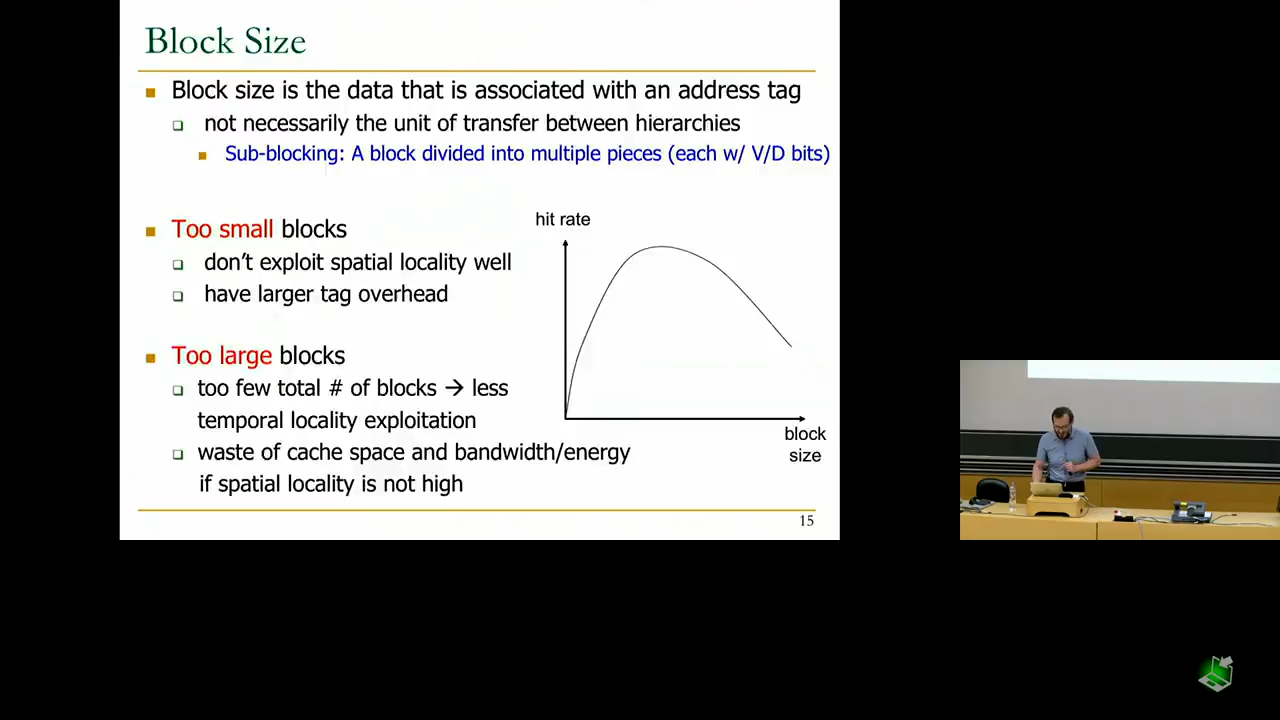 Block Size
Block size is the data that is associated with an address tag
not necessarily the unit of transfer between hierarchies
Sub-blocking: A block divided into multiple pieces (each w/ V/D bits)
Too small blocks
don't exploit spatial locality well
have larger tag overhead
Too large blocks
too few total # of blocks → less
temporal locality exploitation
waste of cache space and bandwidth/energy
if spatial locality is not high
hit rate
block
size
15